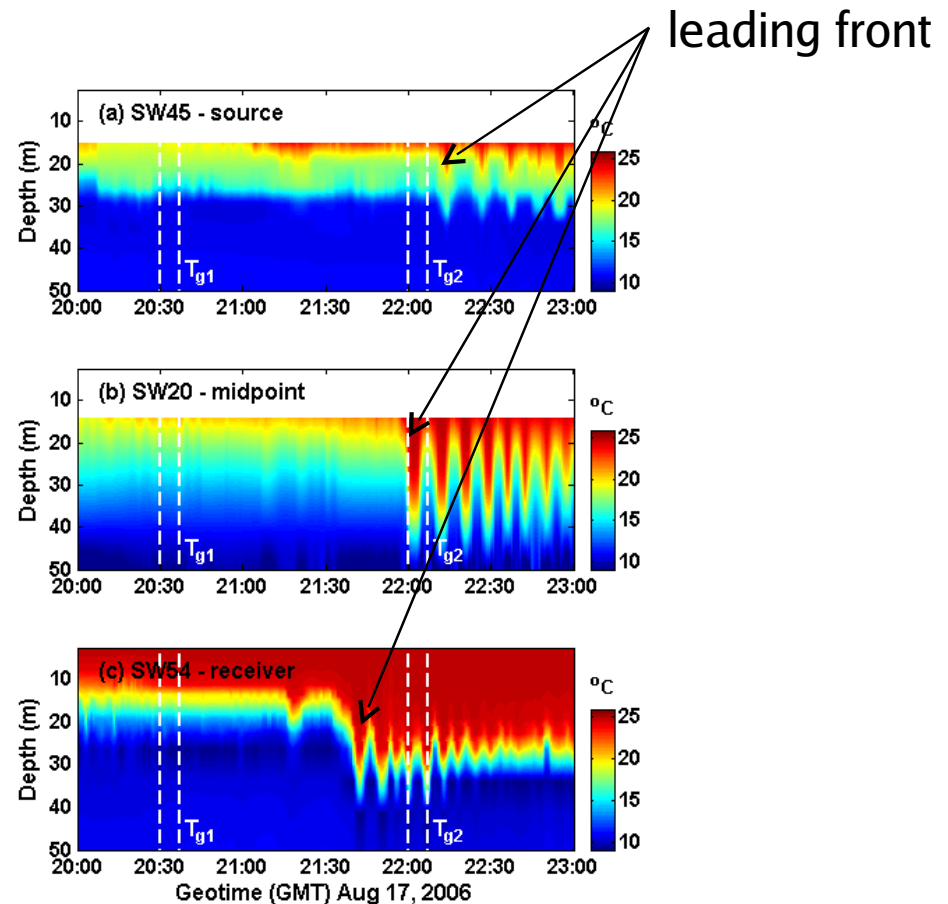 leading front
(a) SW45 - source
°C
10
20
30
40
50
Depth (m)
25
20
15
10
Tg1
Tg2
20:00 20:30 21:00 21:30 22:00 22:30 23:00
(b) SW20 - midpoint
°C
10
20
30
40
50
Depth (m)
25
20
15
10
Tg1
Tg2
20:00 20:30 21:00 21:30 22:00 22:30 23:00
(c) SW54 - receiver
°C
10
20
30
40
50
Depth (m)
25
20
15
10
Tg1
Tg2
20:00 20:30 21:00 21:30 22:00 22:30 23:00
Geotime (GMT) Aug 17, 2006